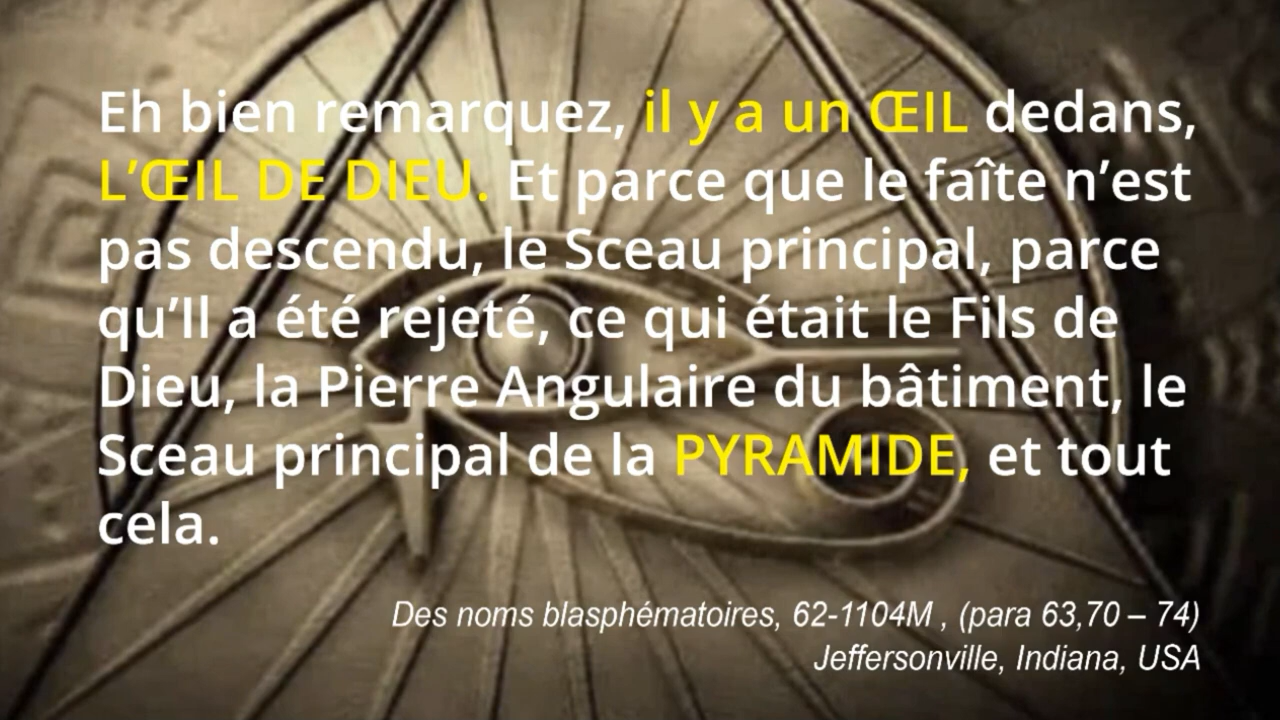 Eh bien remarquez, il y a un ŒIL dedans,
L’ŒIL DE DIEU. Et parce que le faîte n’est
pas descendu, le Sceau principal, parce
qu’Il a été rejeté, ce qui était le Fils de
Dieu, la Pierre Angulaire du bâtiment, le
Sceau principal de la PYRAMIDE, et tout
cela.
Des noms blasphématoires, 62-1104M , (para 63,70 – 74)
Jeffersonville, Indiana, USA